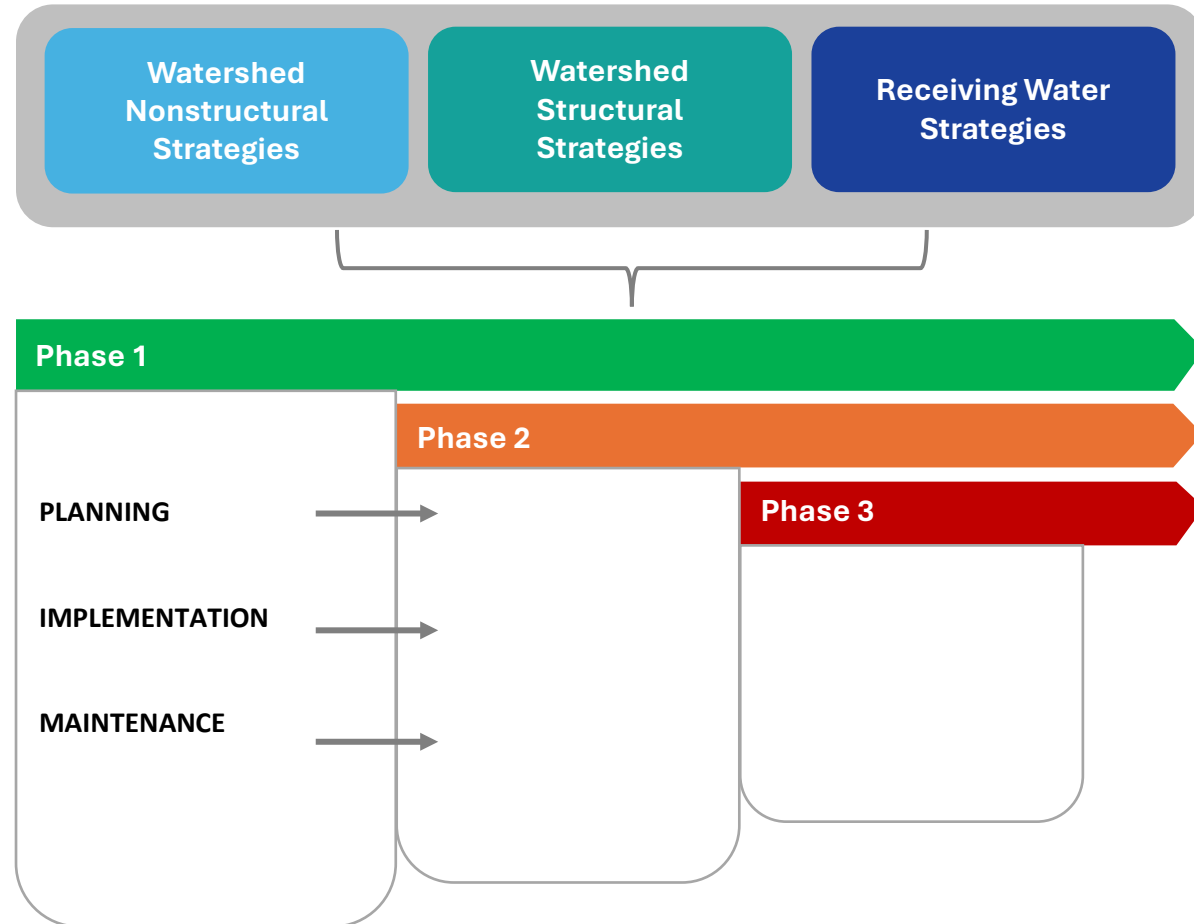 Watershed
Nonstructural
Strategies
Watershed
Structural
Strategies
Receiving Water
Strategies
Phase 1
Phase 2
Phase 3
PLANNING
IMPLEMENTATION
MAINTENANCE